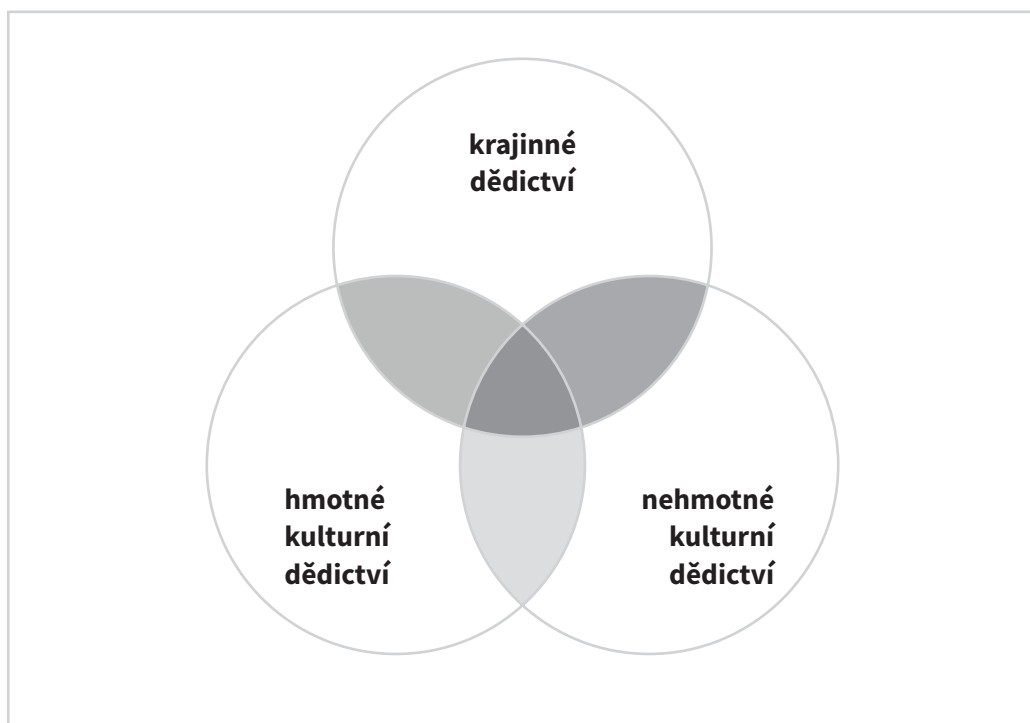 krajinné
dědictví
hmotné
kulturní
dědictví
nehmotné
kulturní
dědictví